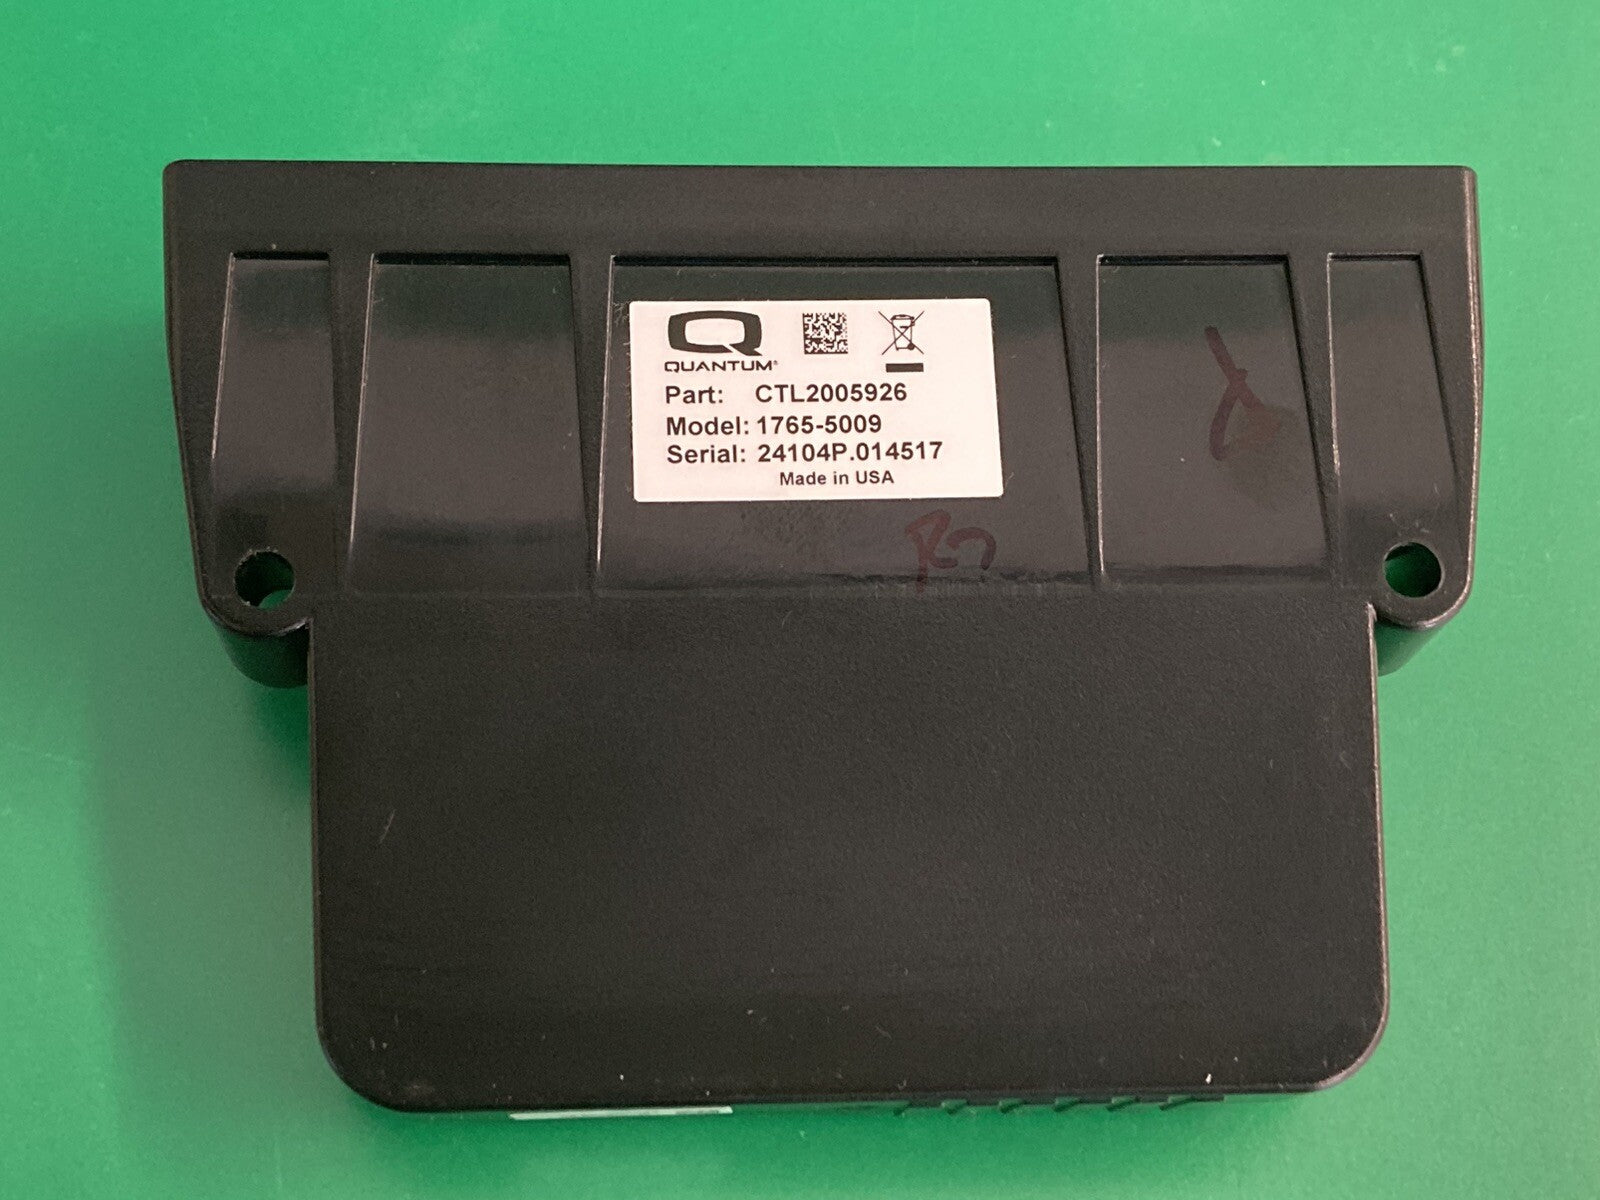 QUANTUM®
Part: CTL2005926
Model: 1765-5009
Serial: 24104P.014517
Made in USA